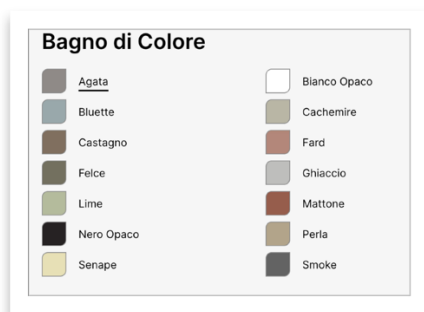 Bagno di Colore
Agata
Bianco Opaco
Bluette
Cachemire
Castagno
Fard
Felce
Ghiaccio
Lime
Mattone
Nero Opaco
Perla
Senape
Smoke